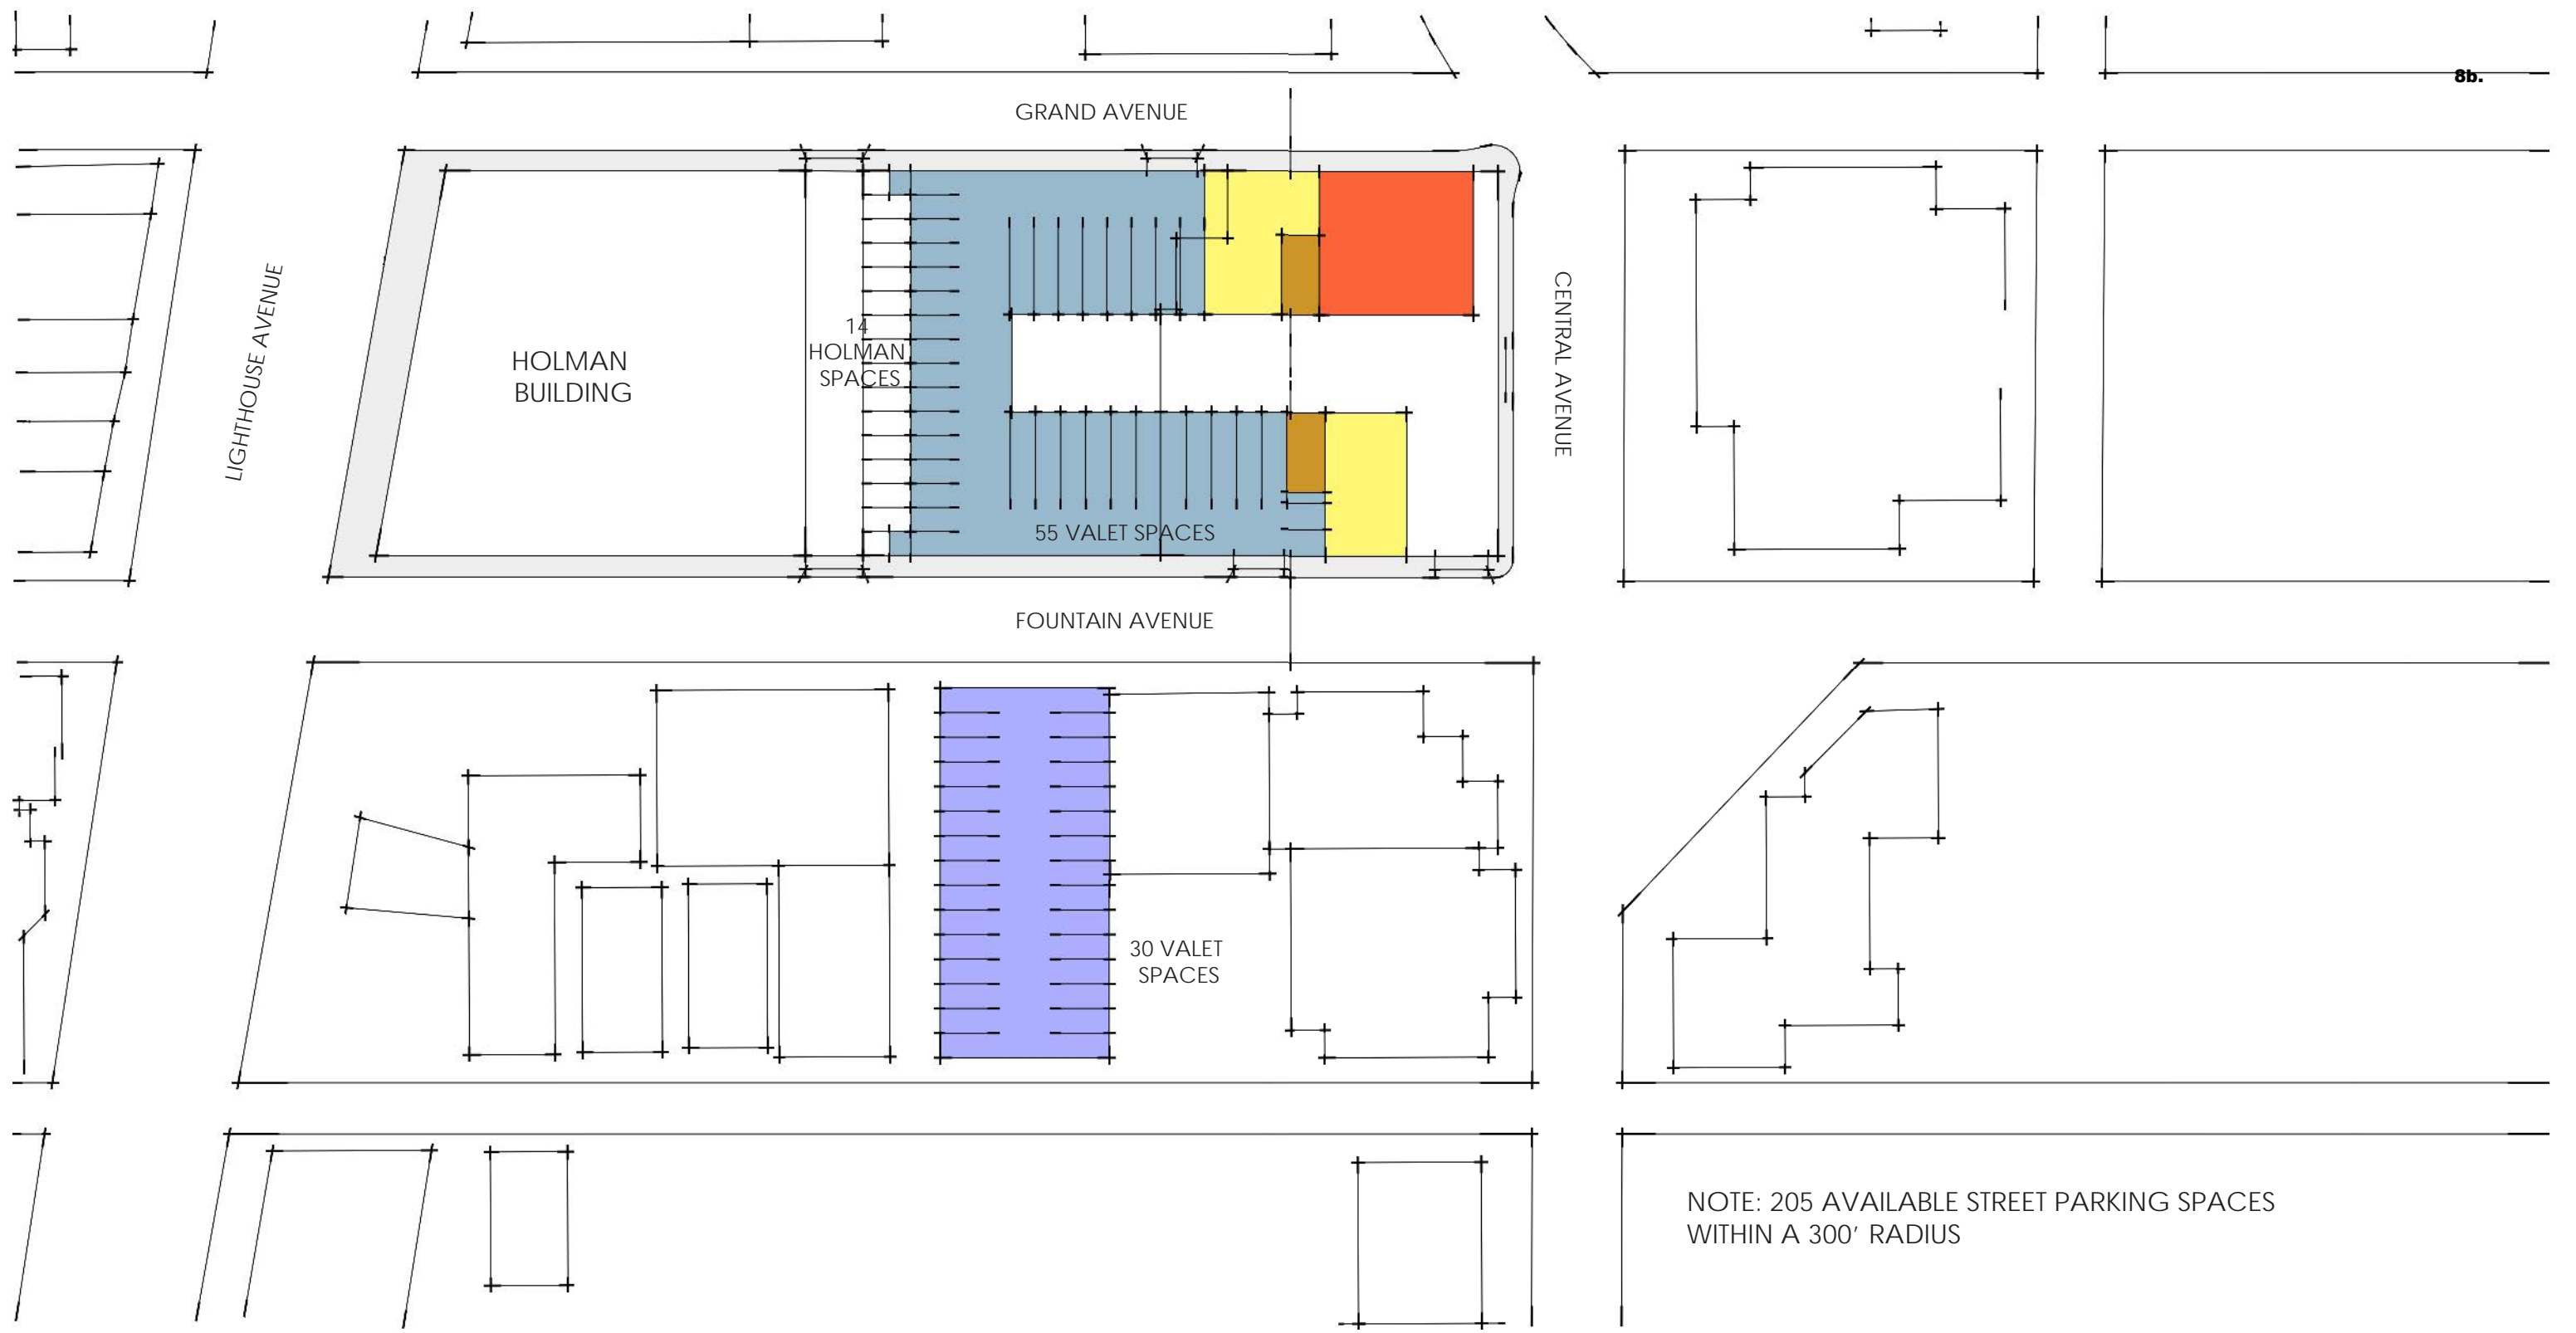 8b.
GRAND AVENUE
LIGHTHOUSE AVENUE
CENTRAL AVENUE
14
HOLMAN
SPACES
HOLMAN
BUILDING
55 VALET SPACES
FOUNTAIN AVENUE
30 VALET
SPACES
NOTE: 205 AVAILABLE STREET PARKING SPACES
WITHIN A 300' RADIUS